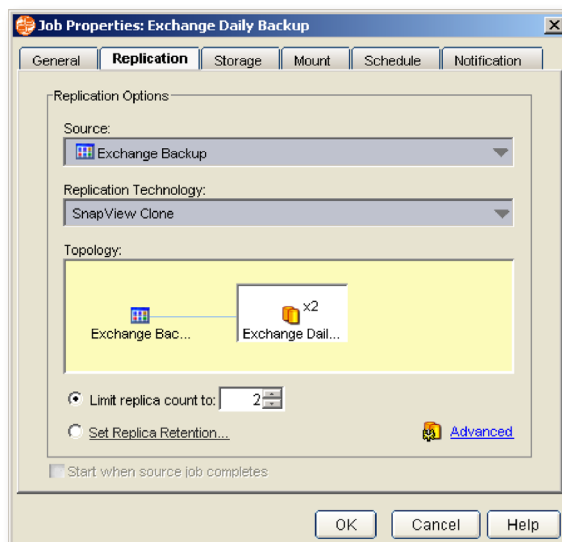 Job Properties: Exchange Daily Backup
General Replication Storage Mount Schedule Notification
Replication Options
Source:
Exchange Backup
Replication Technology:
SnapView Clone
Topology:
x2
Exchange Bac... Exchange Dail...
Limit replica count to: 2
Set Replica Retention... Advanced
Start when source job completes
OK Cancel Help